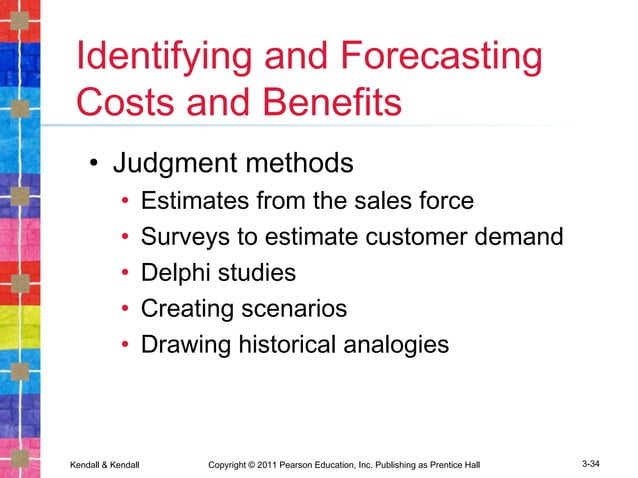 Identifying and Forecasting
Costs and Benefits
• Judgment methods
• Estimates from the sales force
• Surveys to estimate customer demand
• Delphi studies
• Creating scenarios
• Drawing historical analogies
Kendall & Kendall Copyright © 2011 Pearson Education, Inc. Publishing as Prentice Hall 3-34